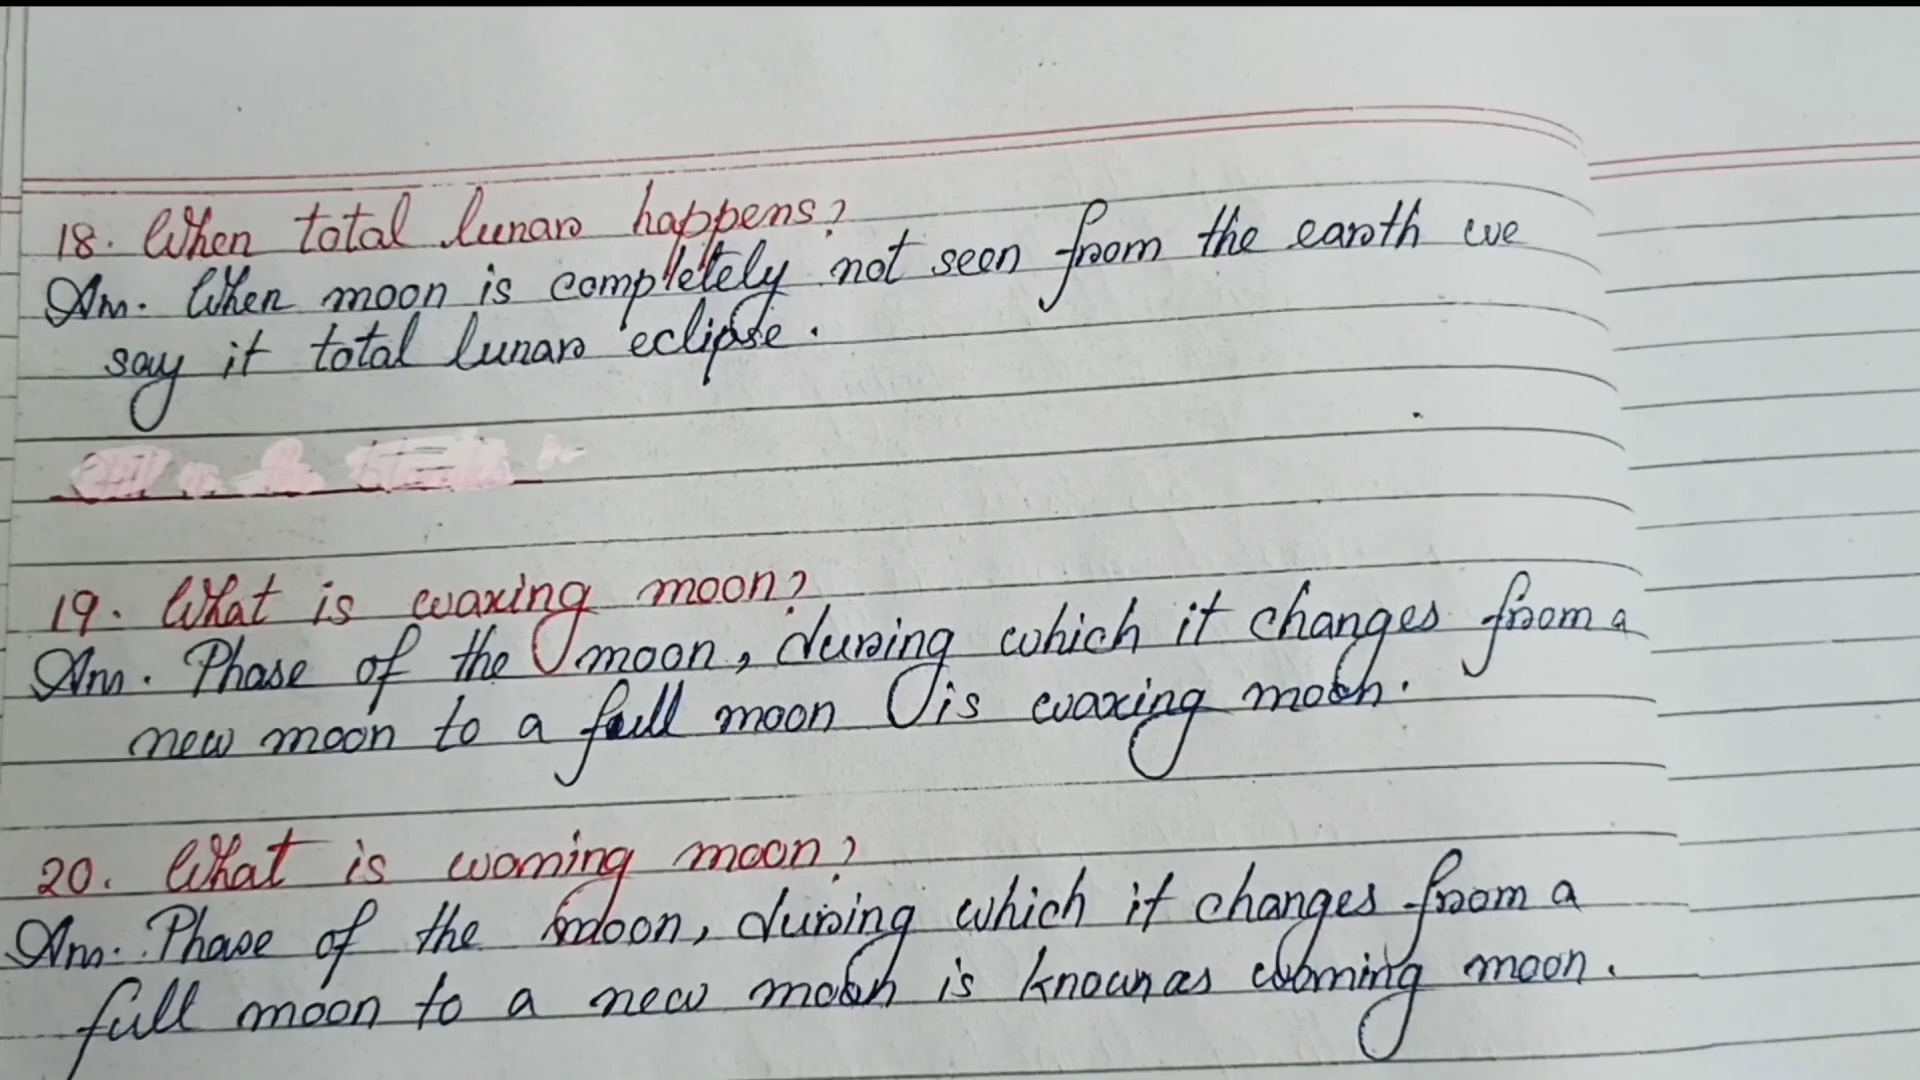 18. When total lunar happens?
Ans. When moon is completely not seen from the earth we
say it total lunar eclipse.
19. What is waxing moon?
Ans. Phase of the moon, during which it changes from a
new moon to a full moon is waxing moon.
20. What is woning moon?
Ans. Phase of the moon, during which it changes from a
full moon to a new moon is known as woning moon.